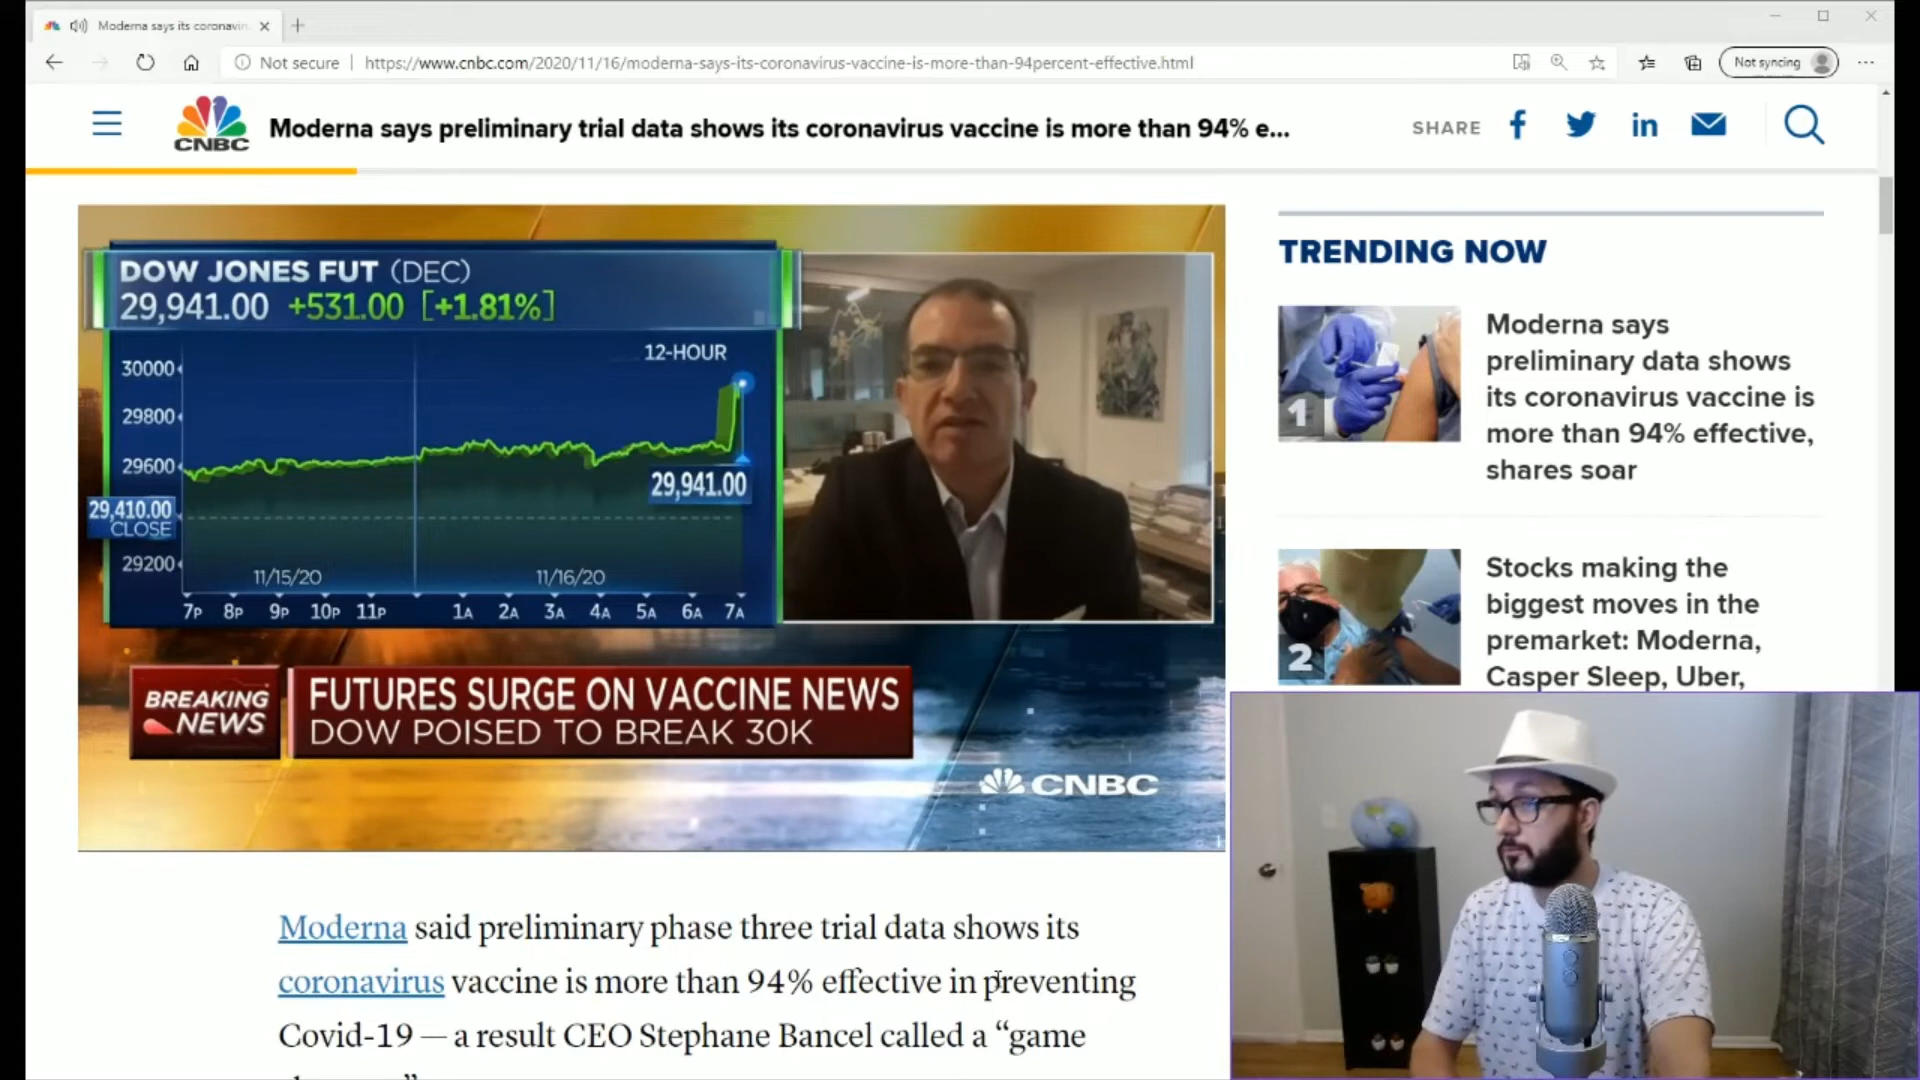 Moderna says its coronavirus
Not secure
https://www.cnbc.com/2020/11/16/moderna-says-its-coronavirus-vaccine-is-more-than-94percent-effective.html
Not syncing
CNBC
Moderna says preliminary trial data shows its coronavirus vaccine is more than 94% e...
SHARE
DOW JONES FUT (DEC)
29,941.00 +531.00 [+1.81%]
12-HOUR
30000
29800
29600
29,941.00
29,410.00
CLOSE
29200
11/15/20
11/16/20
7P 8P 9P 10P 11P 1A 2A 3A 4A 5A 6A 7A
BREAKING
NEWS
FUTURES SURGE ON VACCINE NEWS
DOW POISED TO BREAK 30K
CNBC
Moderna said preliminary phase three trial data shows its
coronavirus vaccine is more than 94% effective in preventing
Covid-19 — a result CEO Stephane Bancel called a “game
TRENDING NOW
1
Moderna says
preliminary data shows
its coronavirus vaccine is
more than 94% effective,
shares soar
2
Stocks making the
biggest moves in the
premarket: Moderna,
Casper Sleep, Uber,